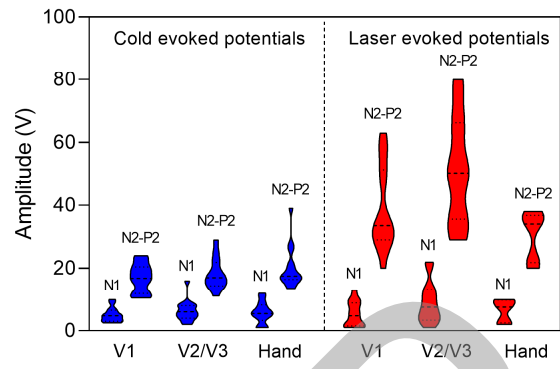 100
80
60
40
20
0
Amplitude (V)
Cold evoked potentials
Laser evoked potentials
N1
N2-P2
N1
N2-P2
N1
N2-P2
N1
N2-P2
N1
N2-P2
N1
N2-P2
V1
V2/V3
Hand
V1
V2/V3
Hand